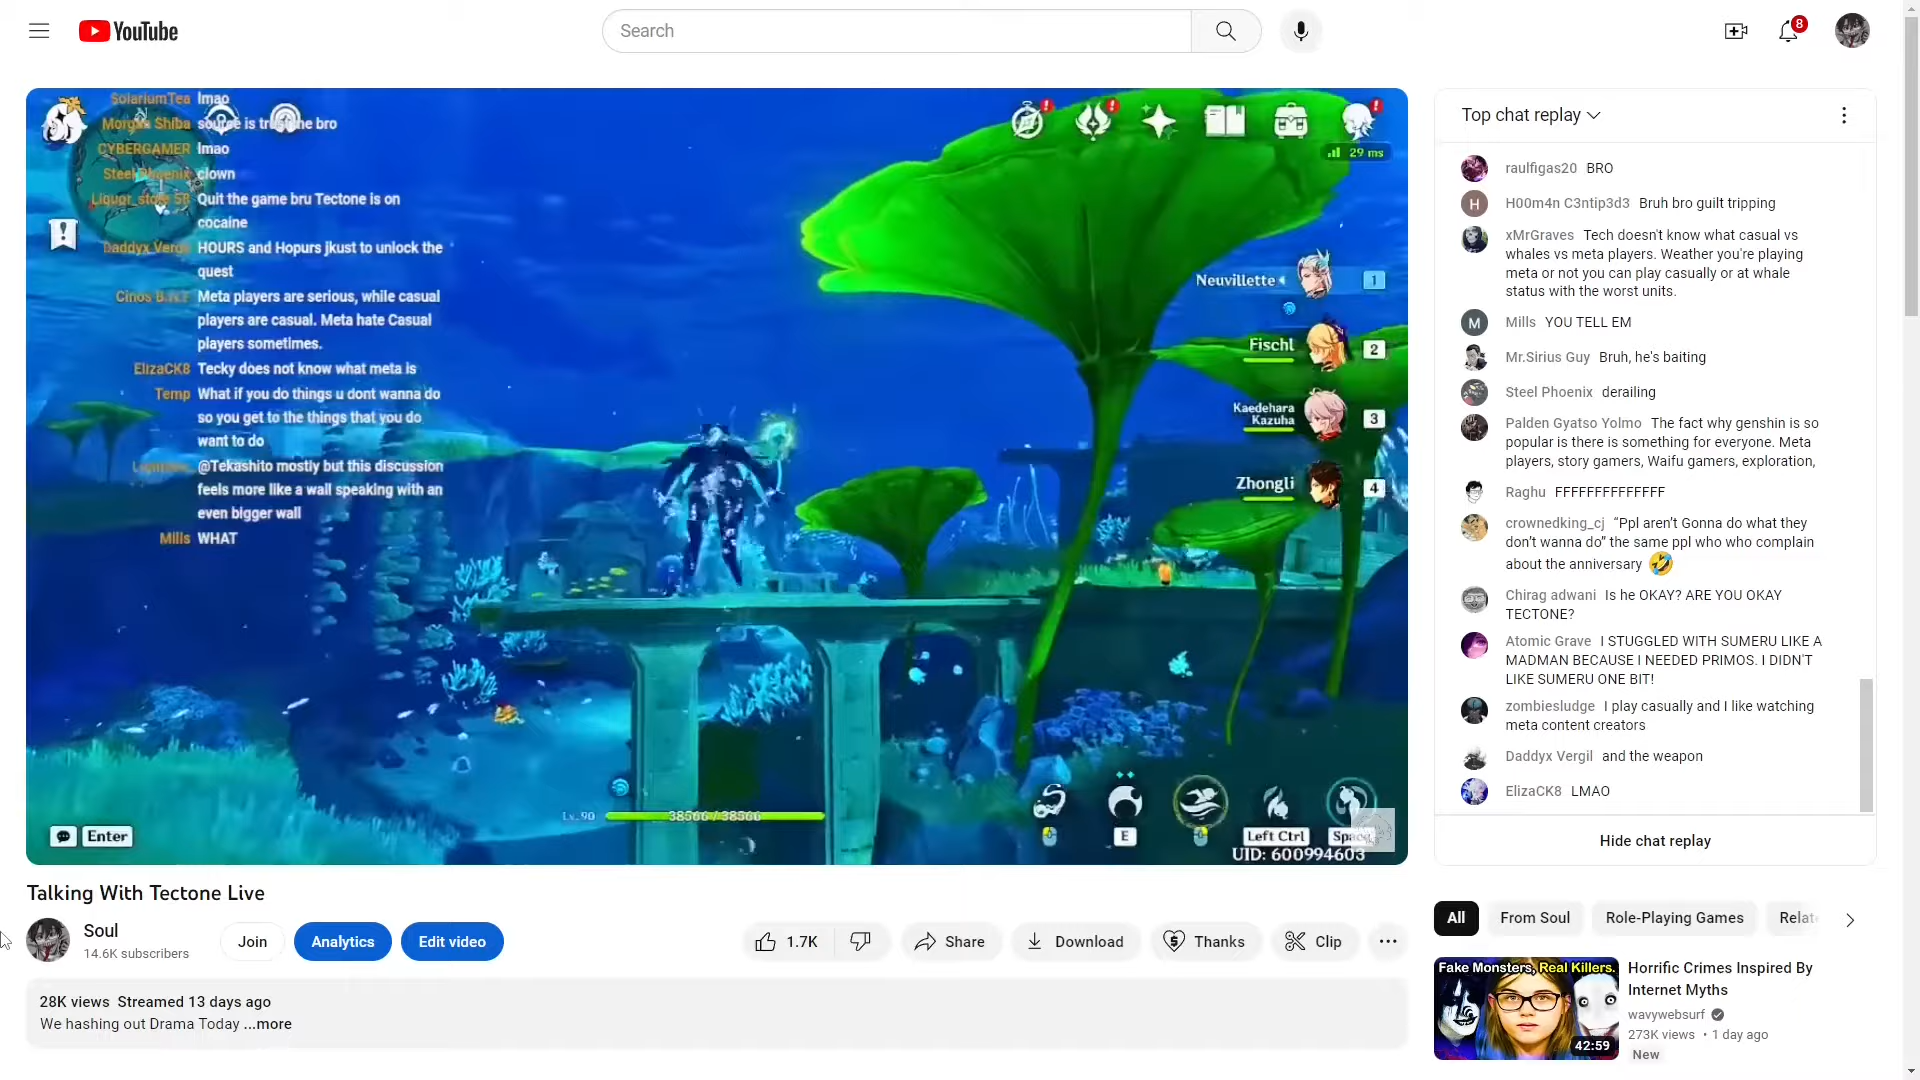 YouTube
Search
8
SolariumTea lmao
Morgan Shiba
CYBERGAMER lmao
Steel Phoenix clown
Quit the game bru Tectone is on
cocaine
Daddyx Vergil HOURS and Hopurs jkust to unlock the
quest
Meta players are serious, while casual
players are casual. Meta hate Casual
players sometimes.
ElizaCK8 Tecky does not know what meta is
Temp What if you do things u dont wanna do
so you get to the things that you do
want to do
@Tekashito mostly but this discussion
feels more like a wall speaking with an
even bigger wall
Mills WHAT
29 ms
Neuvillette
1
Fischl
2
Kaedehara
Kazuha
3
Zhongli
4
Lv.90 38566 / 38566
Enter
E
Left Ctrl
Space
UID: 600994603
Top chat replay
raulfigas20 BRO
H
H00m4n C3ntip3d3 Bruh bro guilt tripping
xMrGraves Tech doesn't know what casual vs
whales vs meta players. Weather you're playing
meta or not you can play casually or at whale
status with the worst units.
M
Mills YOU TELL EM
Mr.Sirius Guy Bruh, he's baiting
Steel Phoenix derailing
Palden Gyatso Yolmo The fact why genshin is so
popular is there is something for everyone. Meta
players, story gamers, Waifu gamers, exploration,
Raghu FFFFFFFFFFFFFF
crownedking_cj “Ppl aren’t Gonna do what they
don’t wanna do” the same ppl who who complain
about the anniversary 🤣
Chirag adwani Is he OKAY? ARE YOU OKAY
TECTONE?
Atomic Grave I STUGGLED WITH SUMERU LIKE A
MADMAN BECAUSE I NEEDED PRIMOS. I DIDN'T
LIKE SUMERU ONE BIT!
zombiesludge I play casually and I like watching
meta content creators
Daddyx Vergil and the weapon
ElizaCK8 LMAO
Hide chat replay
Talking With Tectone Live
Soul
14.6K subscribers
Join
Analytics
Edit video
1.7K
Share
Download
Thanks
Clip
28K views Streamed 13 days ago
We hashing out Drama Today ...more
All
From Soul
Role-Playing Games
Fake Monsters, Real Killers.
42:59
Horrific Crimes Inspired By
Internet Myths
wavywebsurf
273K views • 1 day ago
New